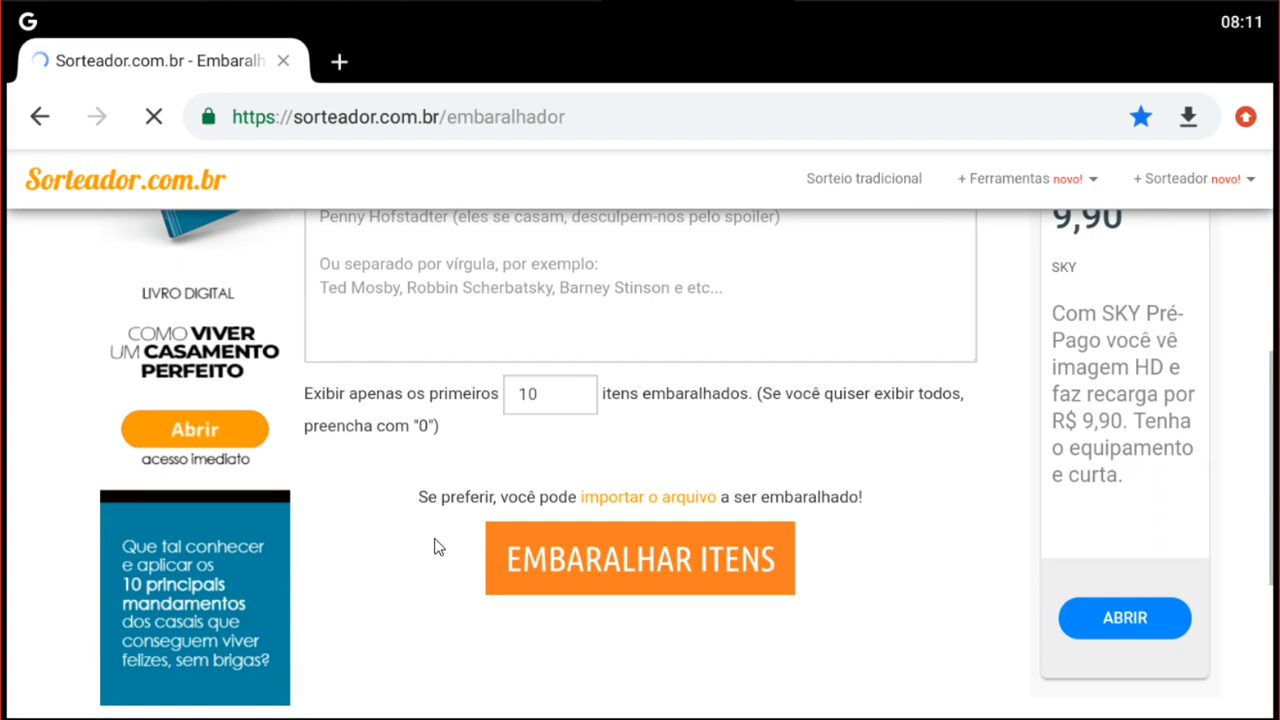 08:11
Sorteador.com.br - Embaralh
https://sorteador.com.br/embaralhador
Sorteador.com.br
Sorteio tradicional
+ Ferramentas novo!
+ Sorteador novo!
LIVRO DIGITAL
COMO VIVER
UM CASAMENTO
PERFEITO
Abrir
acesso imediato
Que tal conhecer
e aplicar os
10 principais
mandamentos
dos casais que
conseguem viver
felizes, sem brigas?
Penny Hofstadter (eles se casam, desculpem-nos pelo spoiler)
Ou separado por vírgula, por exemplo:
Ted Mosby, Robbin Scherbatsky, Barney Stinson e etc...
Exibir apenas os primeiros 10 itens embaralhados. (Se você quiser exibir todos,
preencha com "0")
Se preferir, você pode importar o arquivo a ser embaralhado!
EMBARALHAR ITENS
9,90
SKY
Com SKY Pré-
Pago você vê
imagem HD e
faz recarga por
R$ 9,90. Tenha
o equipamento
e curta.
ABRIR